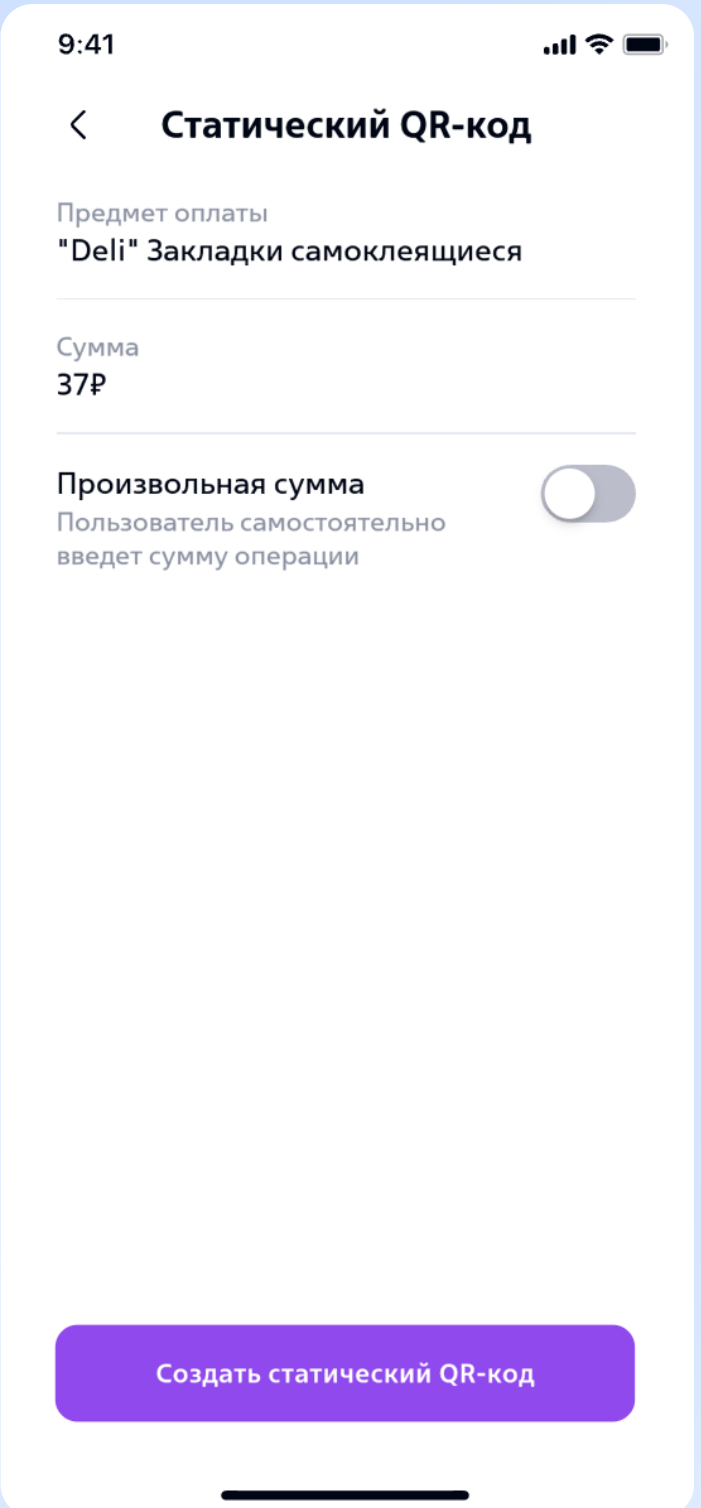 9:41
Статический QR-код
Предмет оплаты
"Deli" Закладки самоклеящиеся
Сумма
37₽
Произвольная сумма
Пользователь самостоятельно
введет сумму операции
Создать статический QR-код